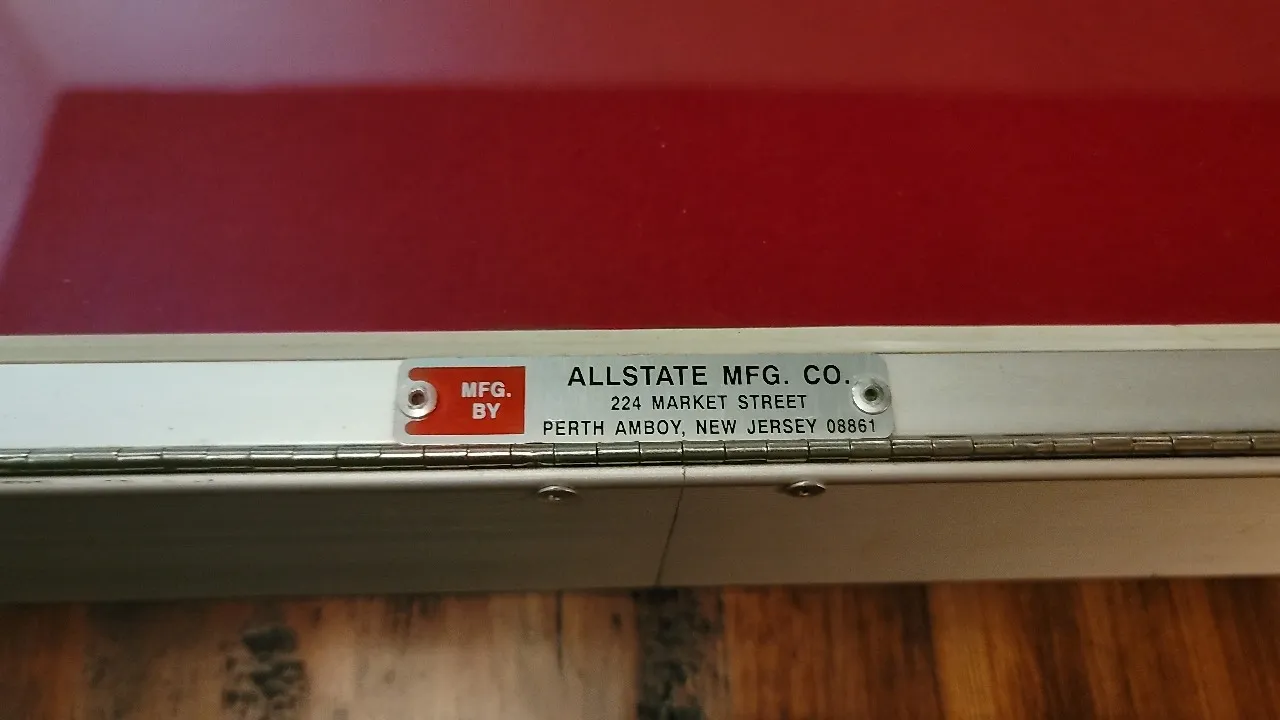 MFG.
BY
ALLSTATE MFG. CO.
224 MARKET STREET
PERTH AMBOY, NEW JERSEY 08861